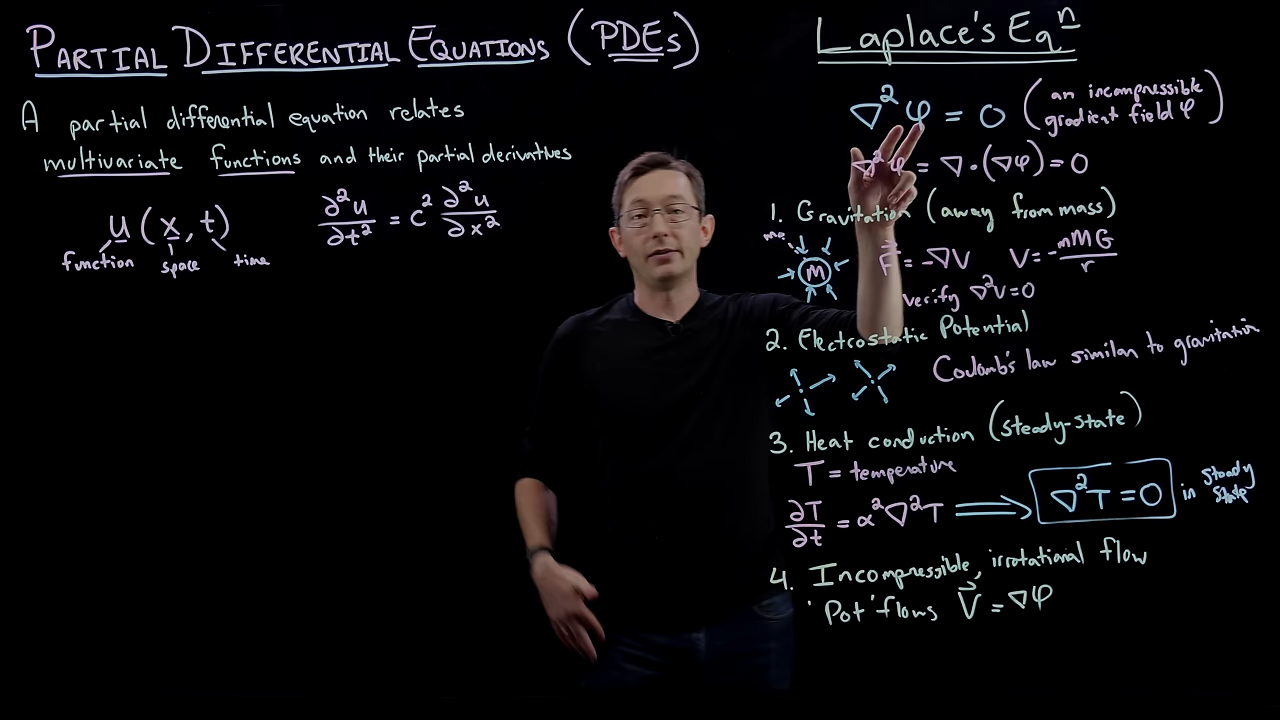 PARTIAL DIFFERENTIAL EQUATIONS (PDEs)
A partial differential equation relates
multivariate functions and their partial derivatives
u(x,t)
function space time
∂²u/∂t² = c² ∂²u/∂x²
Laplace's Eqⁿ
∇²φ = 0 (an incompressible
gradient field φ)
∇²φ = ∇·(∇φ) = 0
1. Gravitation (away from mass)
me M
F⃗ = -∇V V = -mMG/r
verify ∇²V=0
2. Electrostatic Potential
Coulomb's law similar to gravitation
3. Heat conduction (steady-state)
T = temperature
∂T/∂t = α²∇²T ⟹ ∇²T = 0 in steady
state
4. Incompressible, irrotational flow
'Pot' flows V⃗ = ∇φ